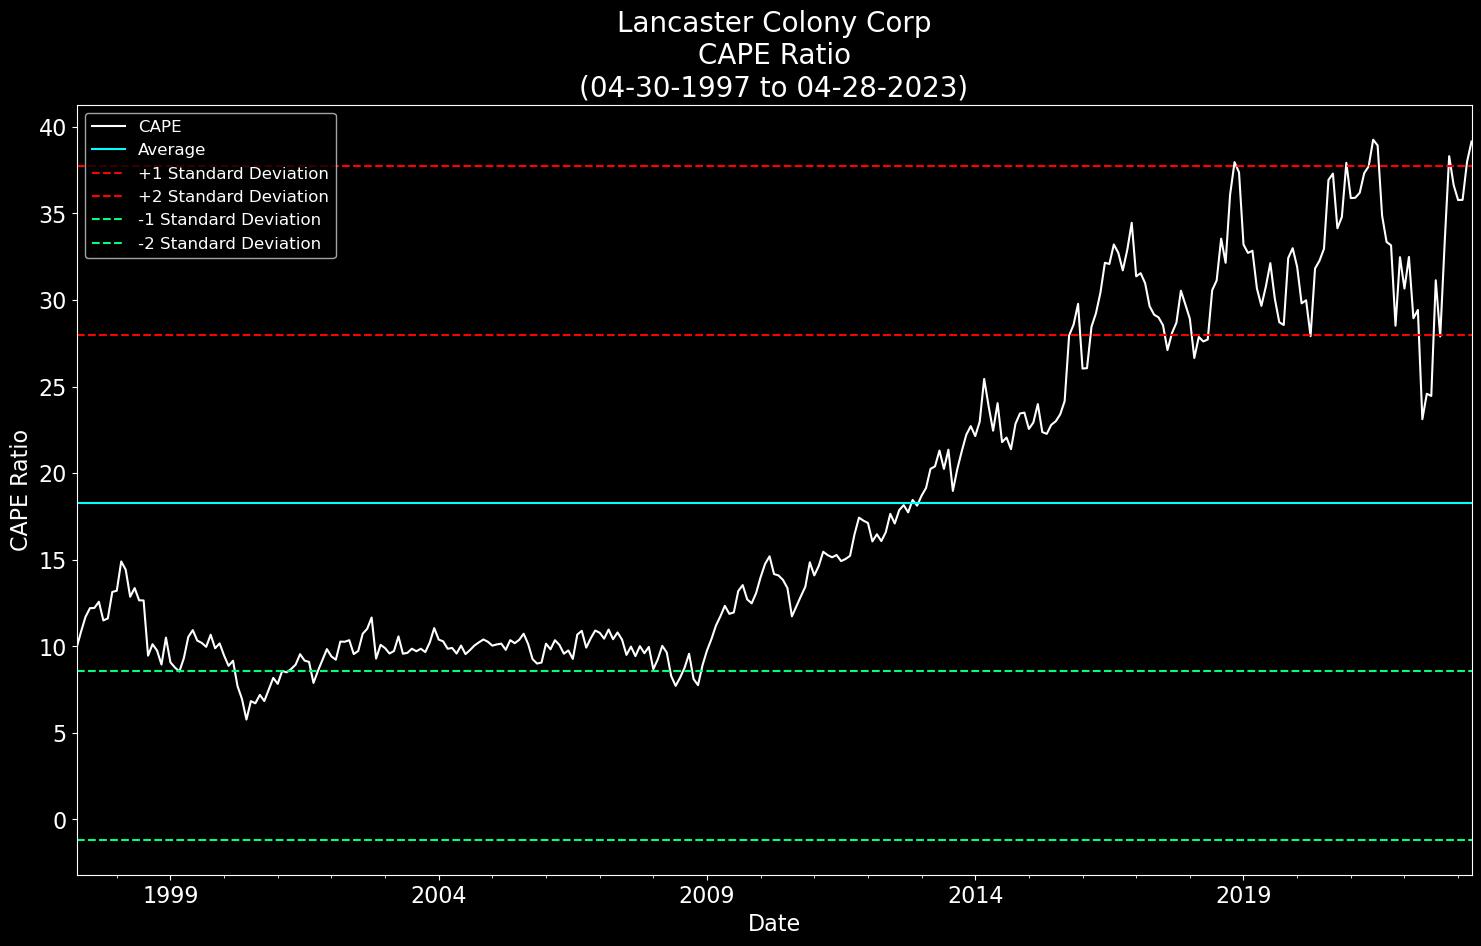 Lancaster Colony Corp
CAPE Ratio
(04-30-1997 to 04-28-2023)
CAPE
Average
+1 Standard Deviation
+2 Standard Deviation
-1 Standard Deviation
-2 Standard Deviation
40
35
30
25
20
15
10
5
0
CAPE Ratio
1999
2004
2009
2014
2019
Date